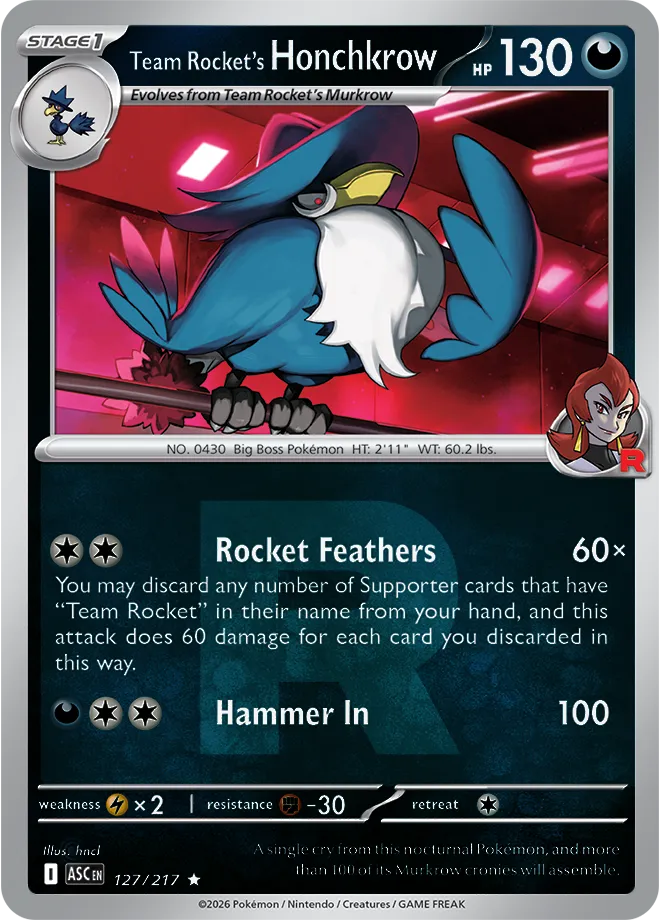 STAGE1
Team Rocket's Honchkrow HP 130
Evolves from Team Rocket's Murkrow
NO. 0430 Big Boss Pokémon HT: 2'11" WT: 60.2 lbs.
R
Rocket Feathers 60×
You may discard any number of Supporter cards that have
“Team Rocket” in their name from your hand, and this
attack does 60 damage for each card you discarded in
this way.
Hammer In 100
weakness ×2 resistance -30 retreat
Illus. hncl
A single cry from this nocturnal Pokémon, and more
than 100 of its Murkrow cronies will assemble.
I ASC EN 127/217 ★
©2026 Pokémon / Nintendo / Creatures / GAME FREAK